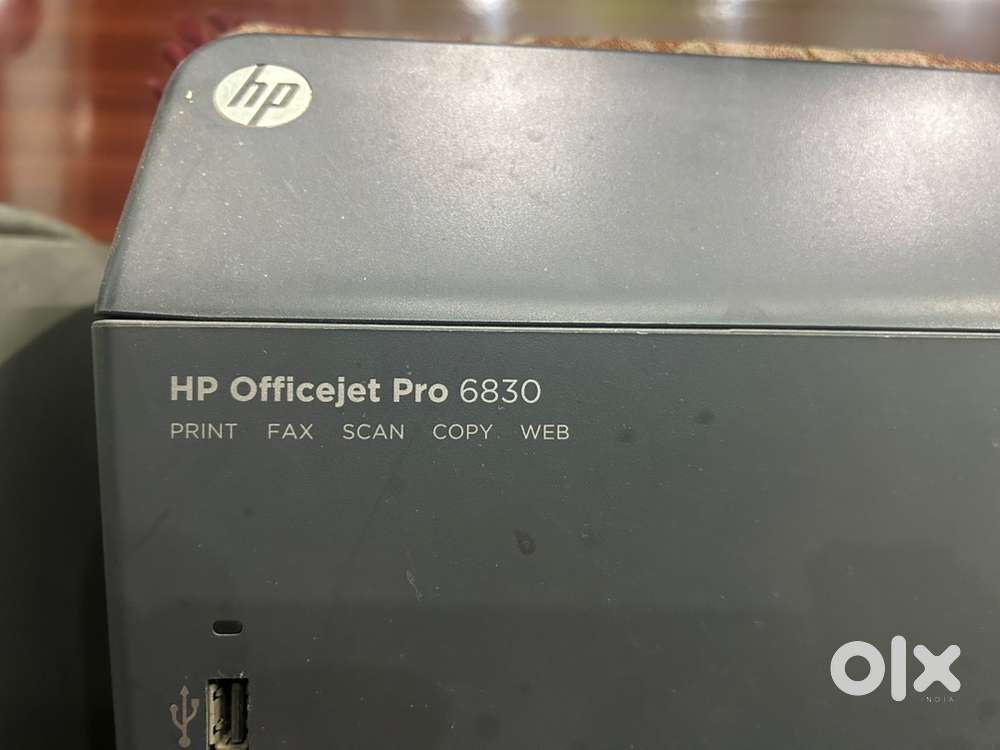 hp
HP Officejet Pro 6830
PRINT FAX SCAN COPY WEB
olx
INDIA